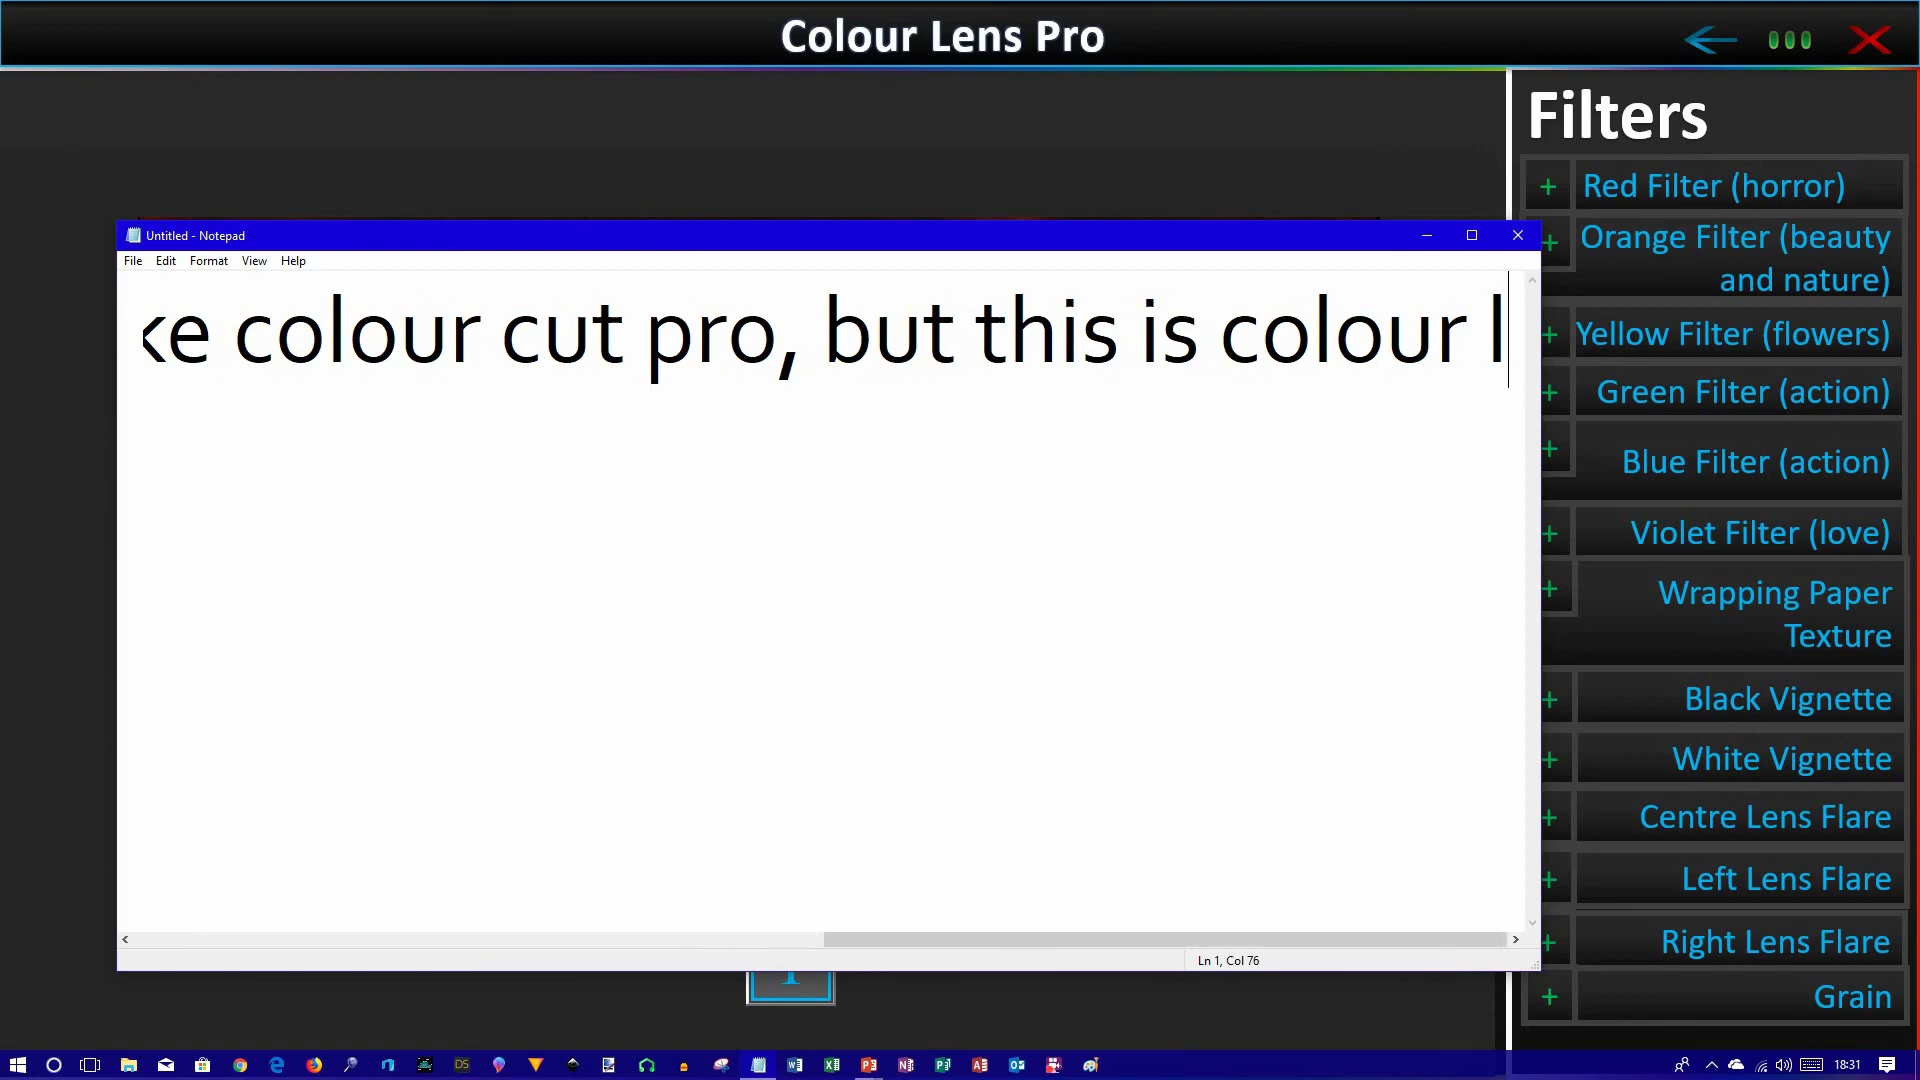 Colour Lens Pro
Filters
+ Red Filter (horror)
+ Orange Filter (beauty
and nature)
+ Yellow Filter (flowers)
+ Green Filter (action)
+ Blue Filter (action)
+ Violet Filter (love)
+ Wrapping Paper
Texture
+ Black Vignette
+ White Vignette
+ Centre Lens Flare
+ Left Lens Flare
+ Right Lens Flare
+ Grain
Untitled - Notepad
File Edit Format View Help
ke colour cut pro, but this is colour l
Ln 1, Col 76
DS
18:31